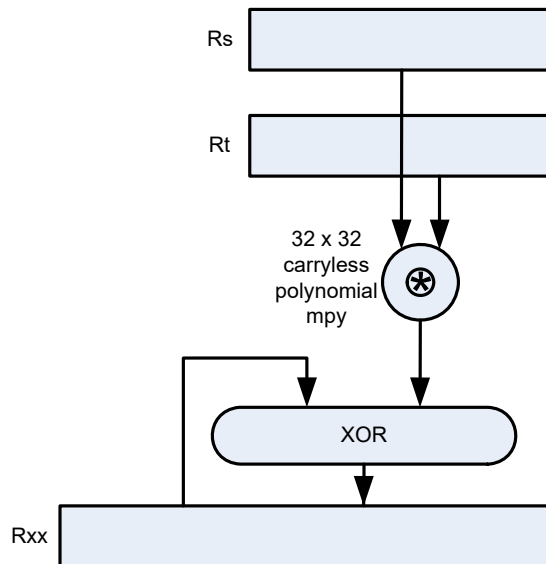 Rs
Rt
32 x 32
carryless
polynomial
mpy
*
XOR
Rxx